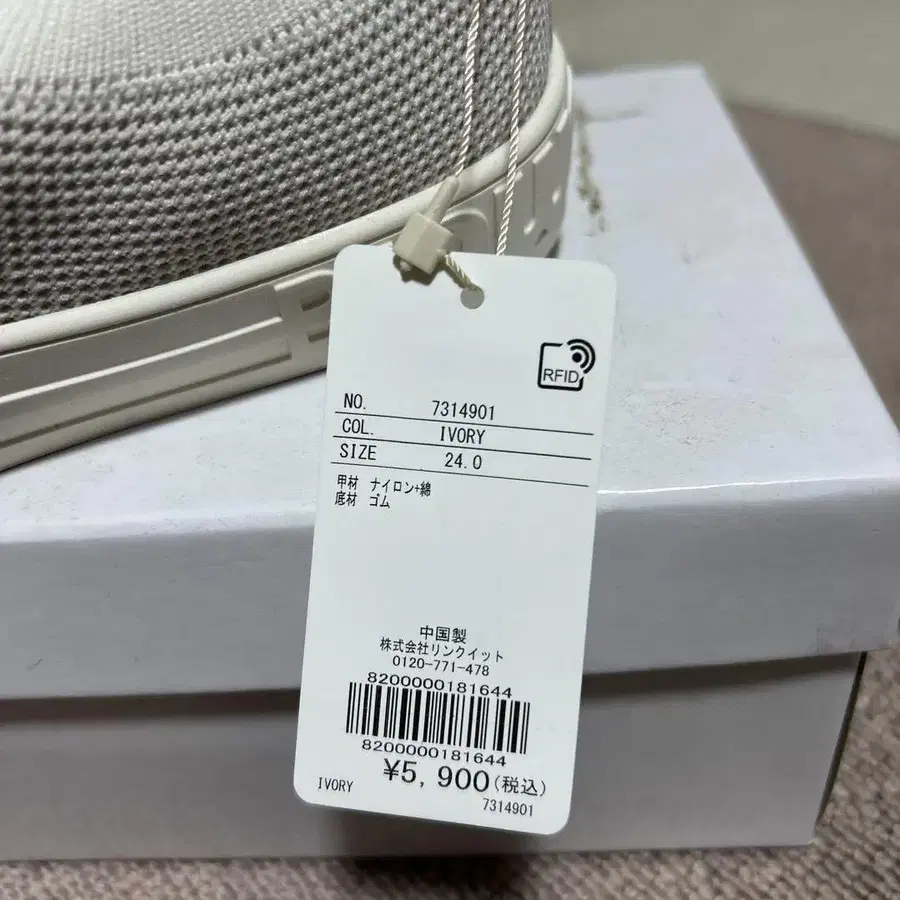 RFID
NO. 7314901
COL. IVORY
SIZE 24.0
甲材 ナイロン+綿
底材 ゴム
中国製
株式会社リンクイット
0120-771-478
8200000181644
8200000181644
¥5,900(税込)
IVORY 7314901